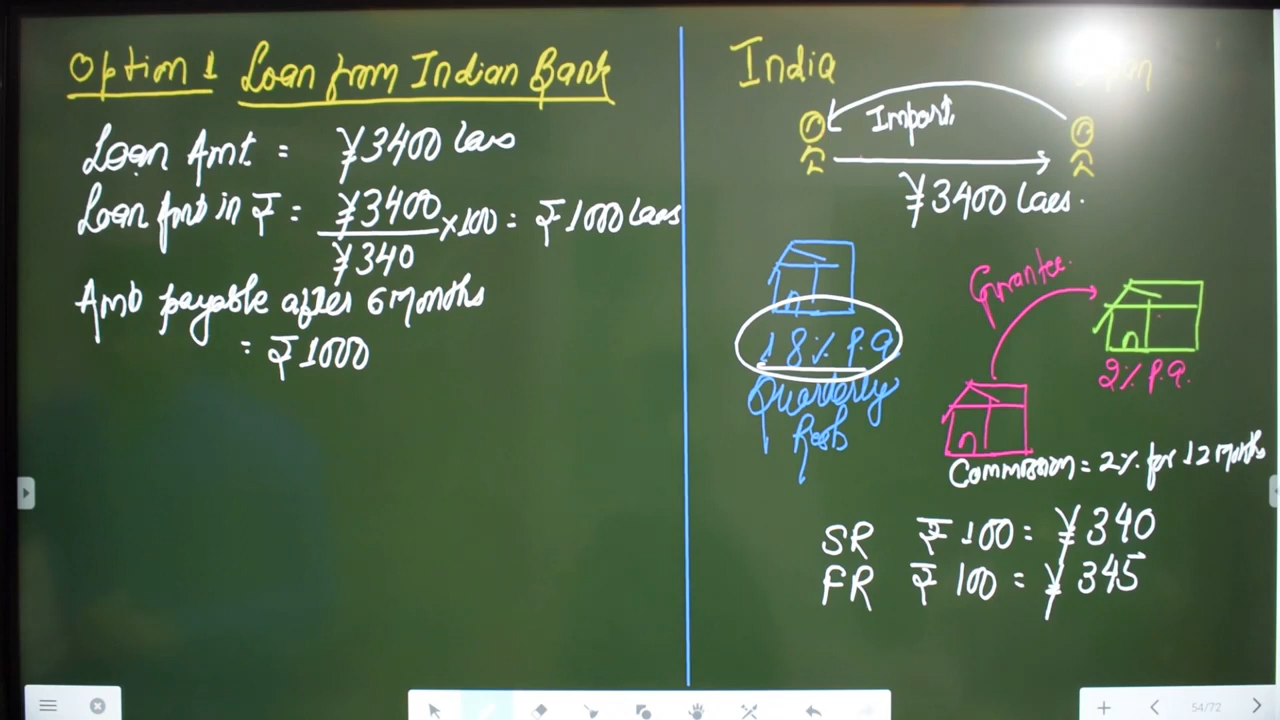 Option 1 Loan from Indian Bank
Loan Amt = ¥3400 lacs
Loan Amt in ₹ = ¥3400 / ¥340 ×100 = ₹1000 Lacs
Amt payable after 6 Months
= ₹1000
India
Import
¥3400 lacs.
18% P.a
Quarterly
Rest
Guarantee
2% P.a.
Commission = 2% for 12 Months
SR ₹100 = ¥340
FR ₹100 = ¥345
54/72